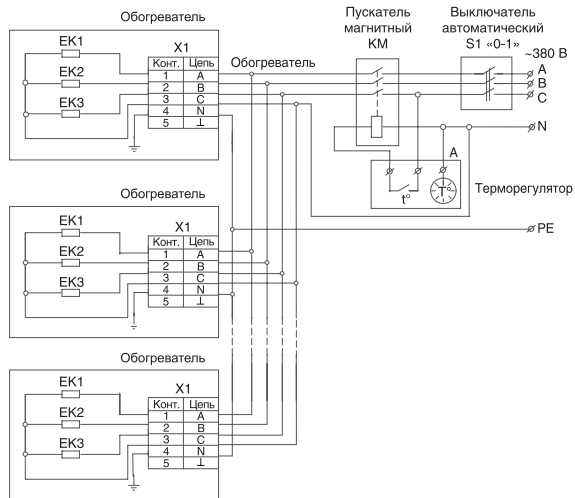 Обогреватель
Пускатель
магнитный
КМ
Выключатель
автоматический
S1 «0-1»
~380 В
EK1
EK2
EK3
X1
Конт. Цепь
1 A
2 B
3 C
4 N
5 ⊥
Обогреватель
A
B
C
N
A
t°
T°
Терморегулятор
PE
Обогреватель
EK1
EK2
EK3
X1
Конт. Цепь
1 A
2 B
3 C
4 N
5 ⊥
Обогреватель
EK1
EK2
EK3
X1
Конт. Цепь
1 A
2 B
3 C
4 N
5 ⊥